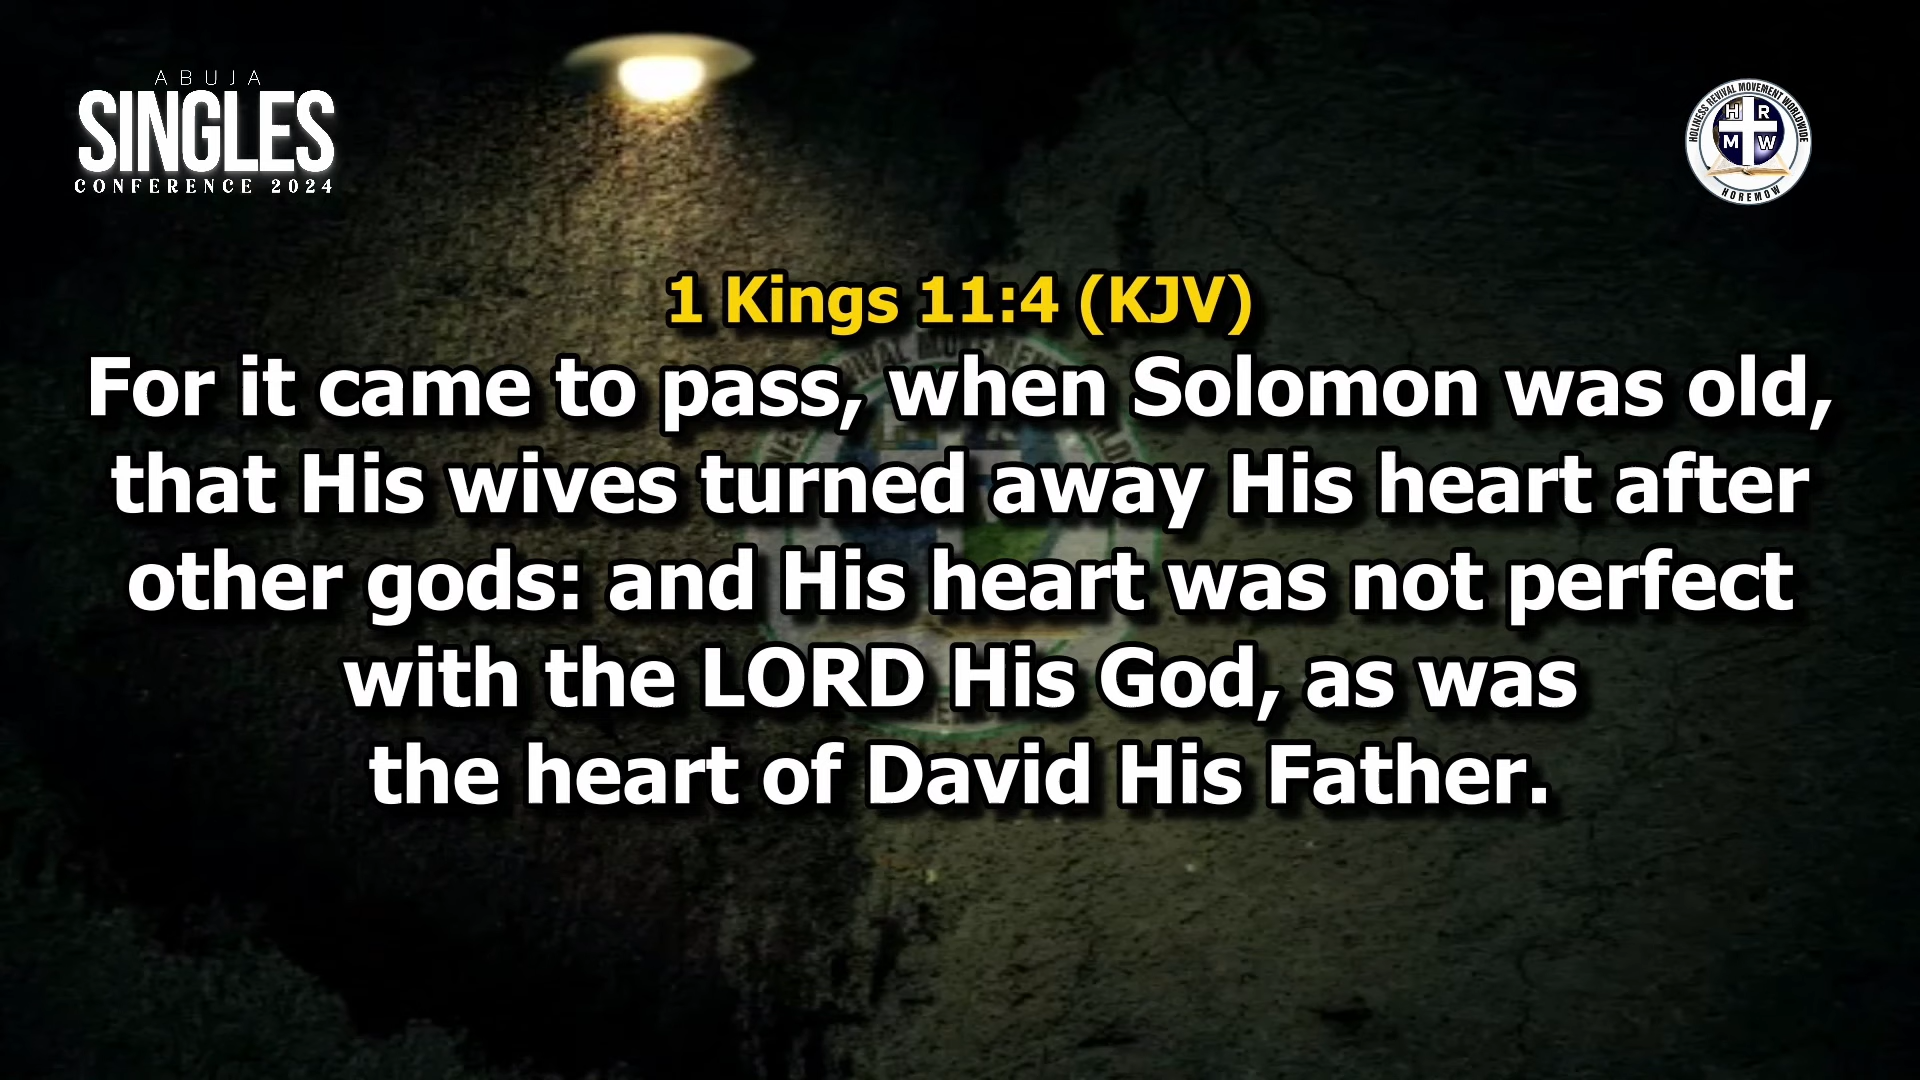 ABUJA
SINGLES
CONFERENCE 2024
HOLINESS REVIVAL MOVEMENT WORLDWIDE
H R
M W
HOREMOW
1 Kings 11:4 (KJV)
For it came to pass, when Solomon was old,
that His wives turned away His heart after
other gods: and His heart was not perfect
with the LORD His God, as was
the heart of David His Father.